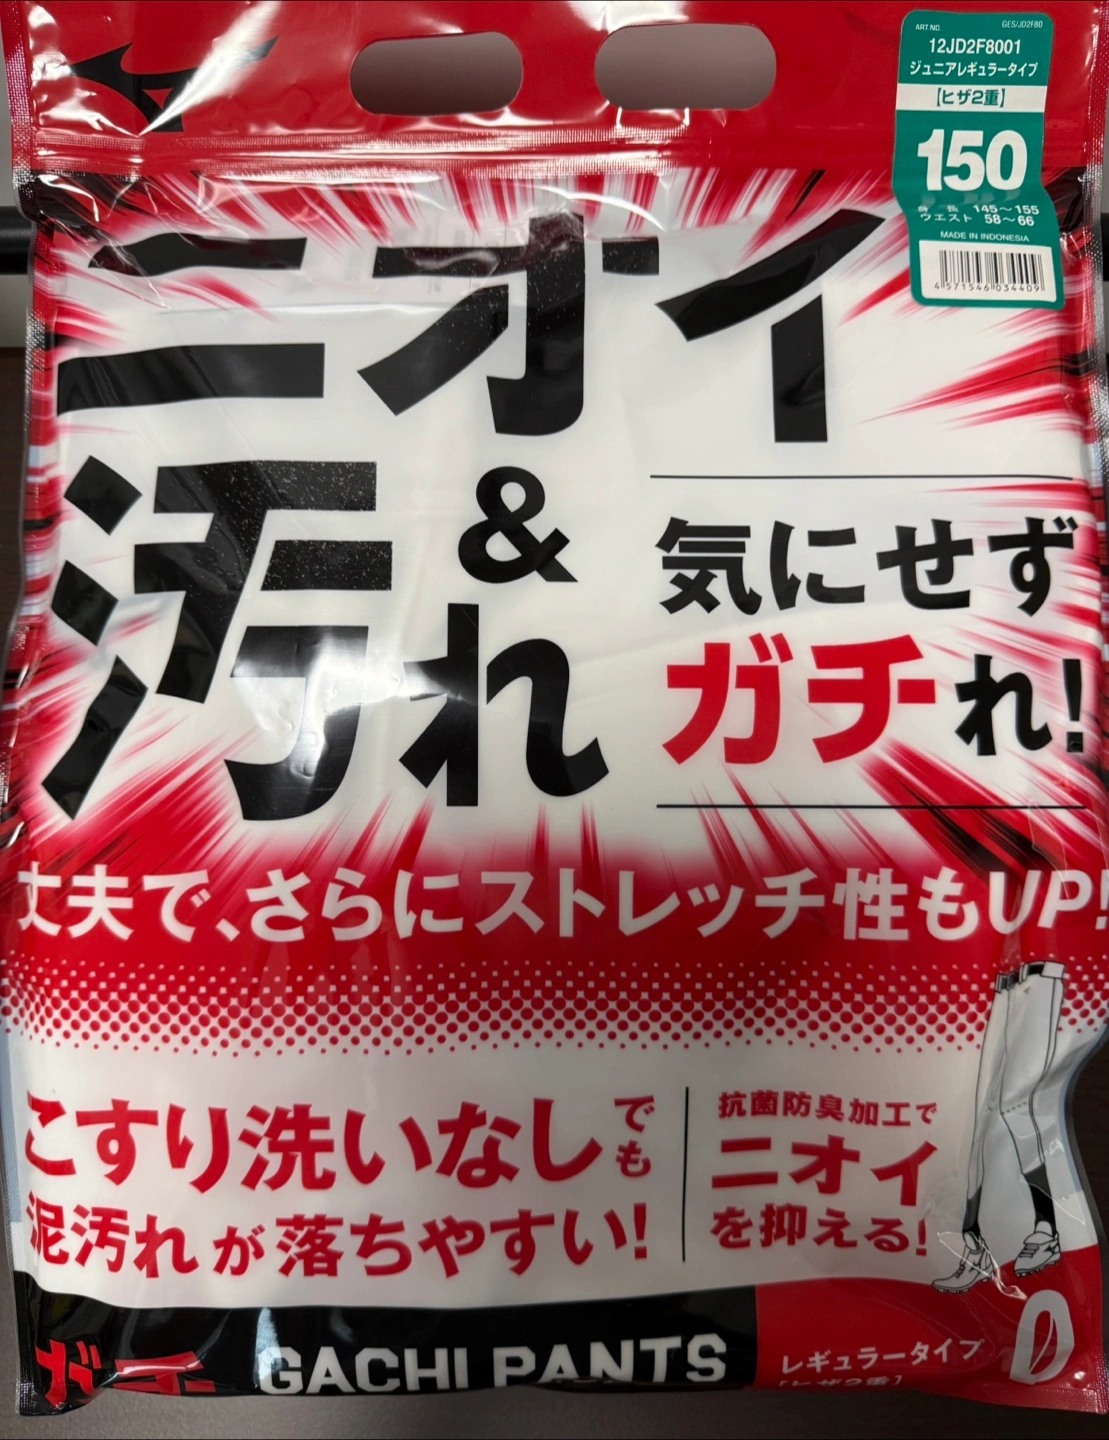 ART NO. GES/JD2F80
12JD2F8001
ジュニアレギュラータイプ
[ヒザ2重]
150
身長 145～155
ウエスト 58～66
MADE IN INDONESIA
4 571546 034409
ニオイ
&
汚れ
気にせず
ガチれ!
丈夫で、さらにストレッチ性もUP!
こすり洗いなしでも
泥汚れが落ちやすい!
抗菌防臭加工で
ニオイ
を抑える!
ガチ GACHI PANTS
レギュラータイプ
[ヒザ2重]